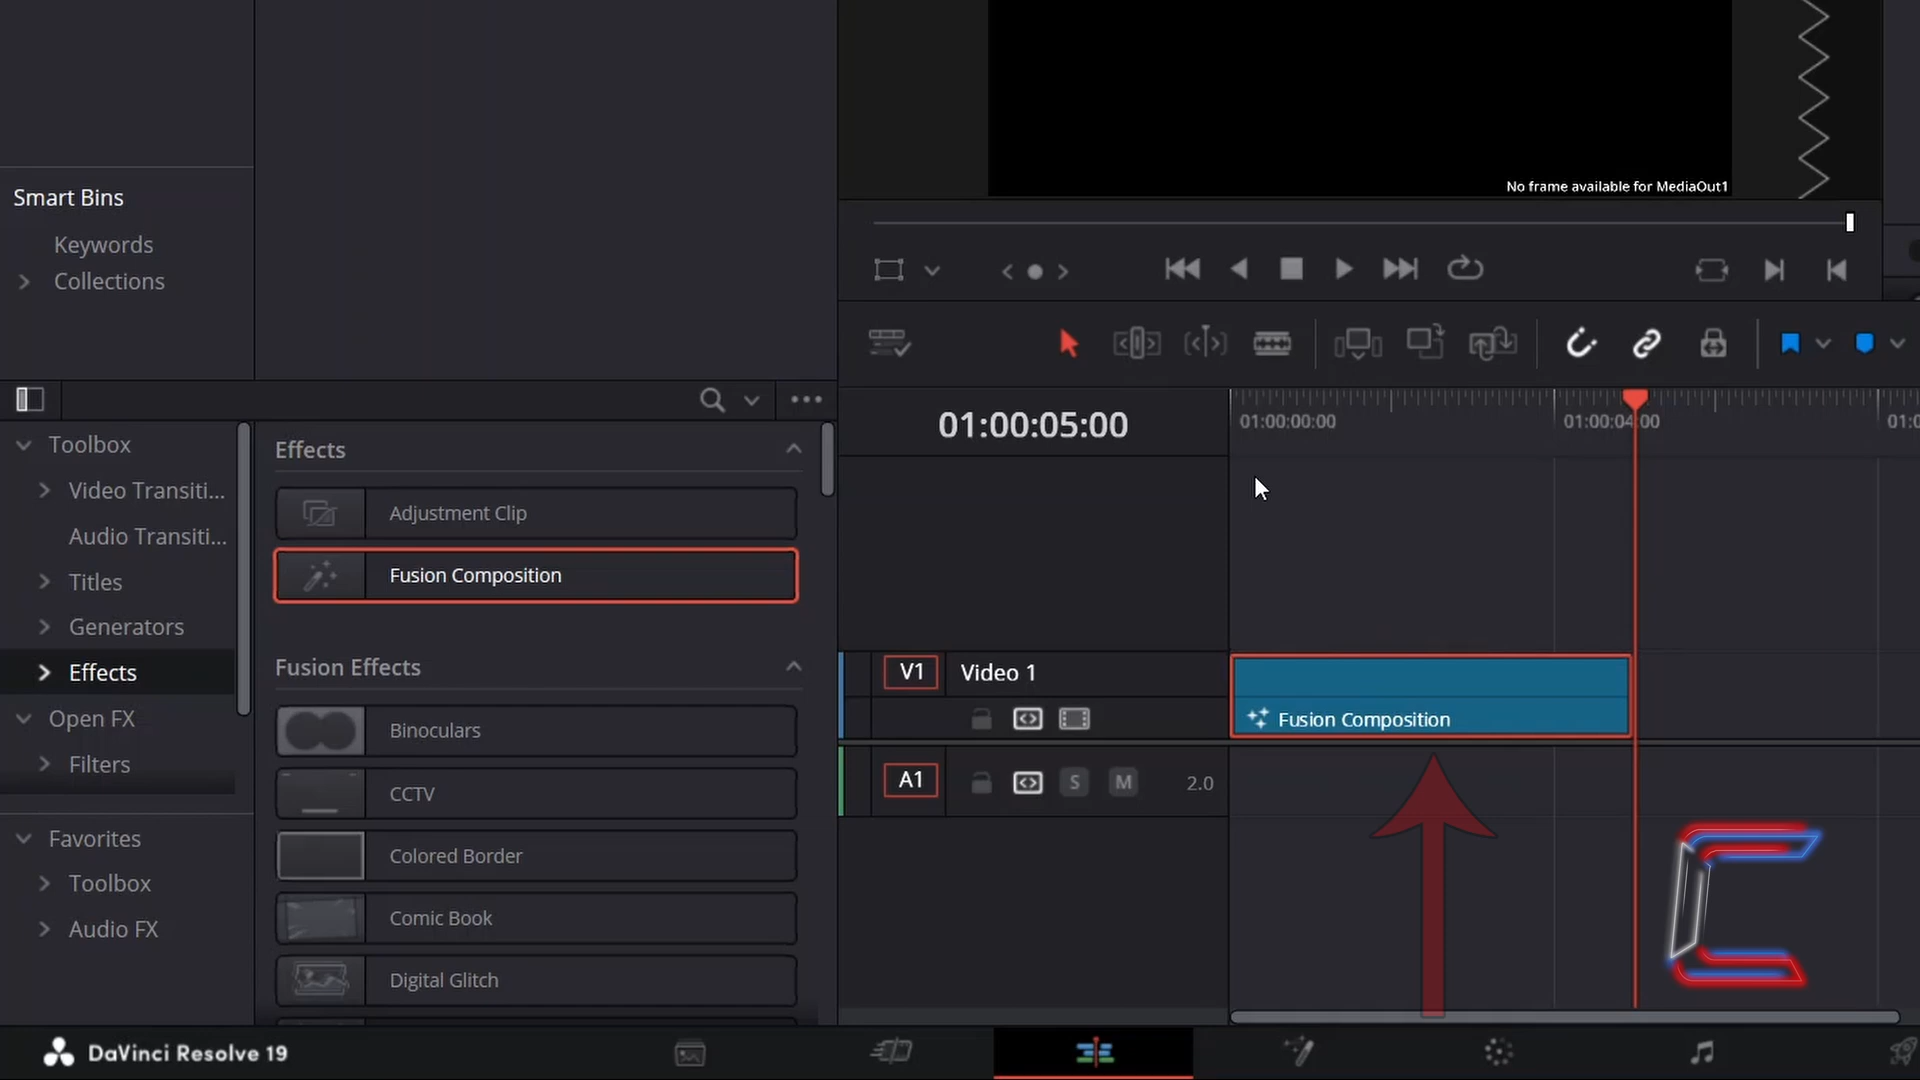 No frame available for MediaOut1
Smart Bins
Keywords
Collections
01:00:05:00
01:00:00:00
01:00:04:00
01:0
Toolbox
Video Transiti...
Audio Transiti...
Titles
Generators
Effects
Open FX
Filters
Favorites
Toolbox
Audio FX
Effects
Adjustment Clip
Fusion Composition
Fusion Effects
Binoculars
CCTV
Colored Border
Comic Book
Digital Glitch
V1
Video 1
Fusion Composition
A1
S
M
2.0
C
DaVinci Resolve 19